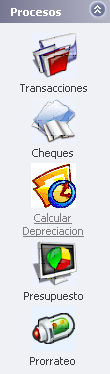 Procesos
Transacciones
Cheques
Calcular
Depreciacion
Presupuesto
Prorrateo